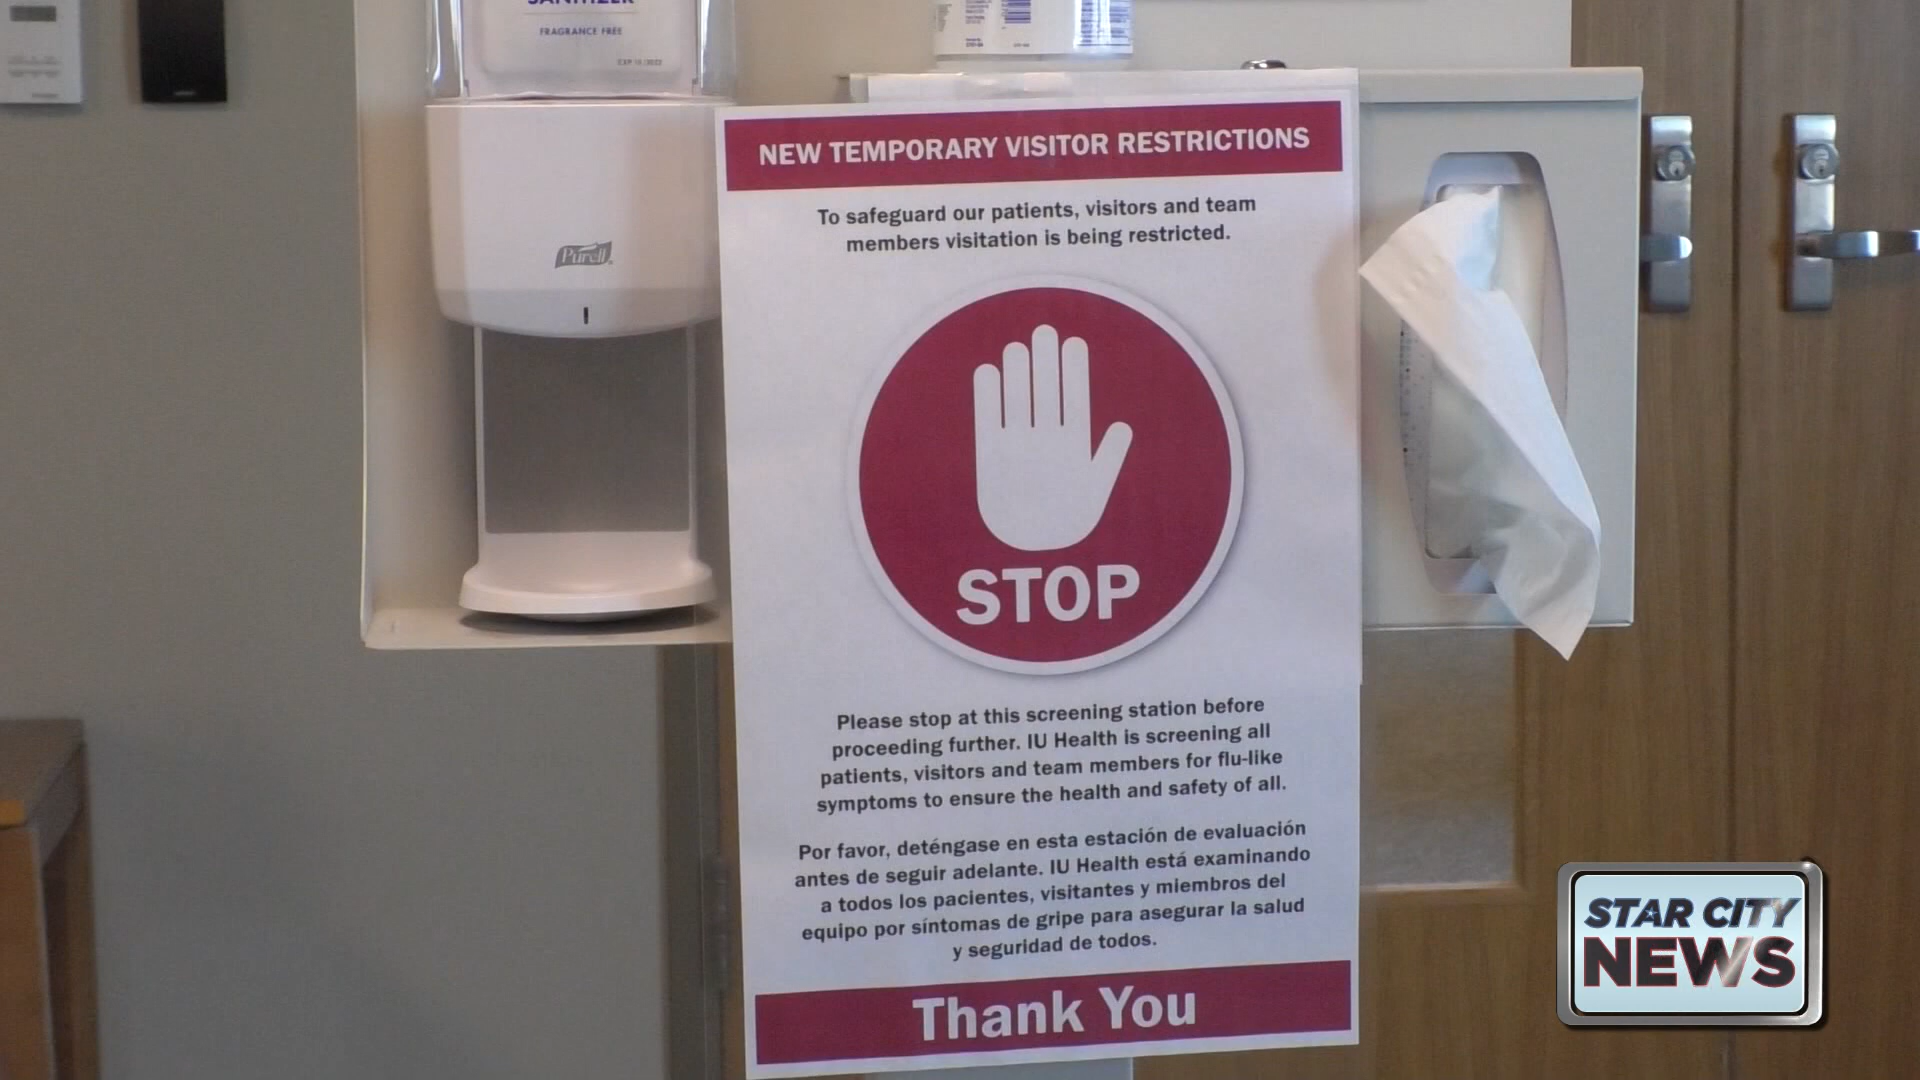 SANITIZER
FRAGRANCE FREE
Purell
NEW TEMPORARY VISITOR RESTRICTIONS
To safeguard our patients, visitors and team
members visitation is being restricted.
STOP
Please stop at this screening station before
proceeding further. IU Health is screening all
patients, visitors and team members for flu-like
symptoms to ensure the health and safety of all.
Por favor, deténgase en esta estación de evaluación
antes de seguir adelante. IU Health está examinando
a todos los pacientes, visitantes y miembros del
equipo por síntomas de gripe para asegurar la salud
y seguridad de todos.
Thank You
STAR CITY
NEWS